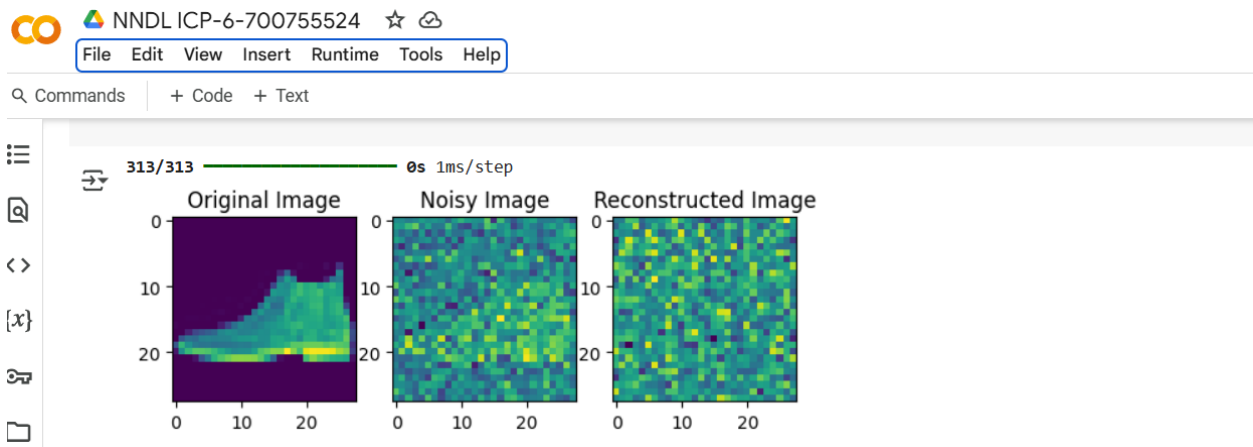 NNDL ICP-6-700755524
File Edit View Insert Runtime Tools Help
Commands + Code + Text
313/313 0s 1ms/step
Original Image Noisy Image Reconstructed Image
0 0 0
10 10 10
20 20 20
0 10 20 0 10 20 0 10 20
{x}